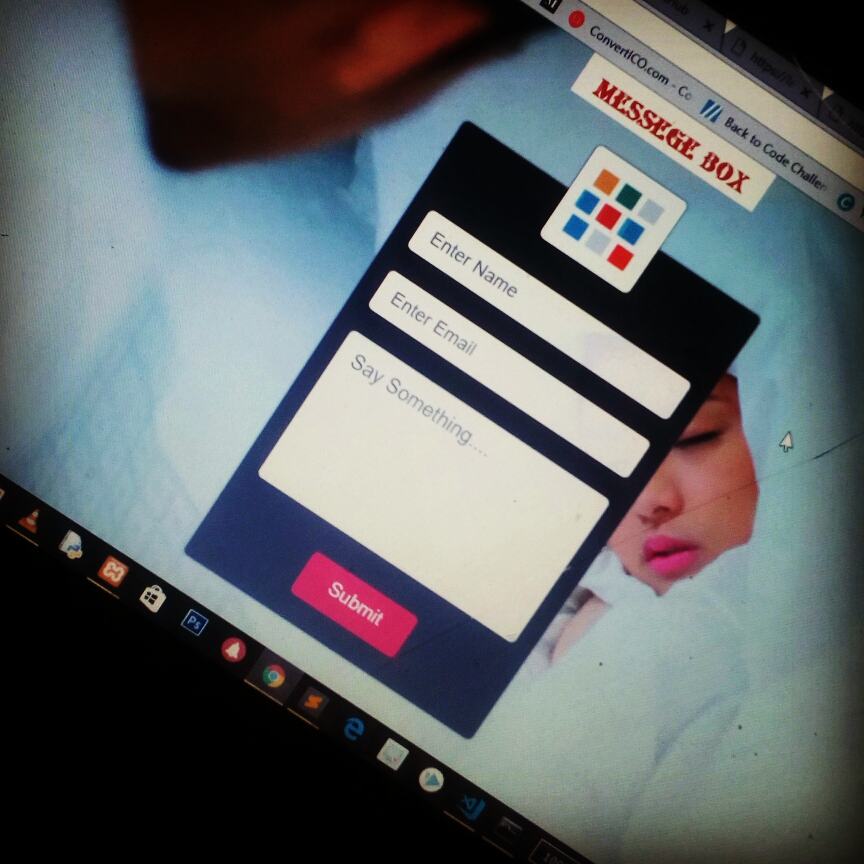 ConvertICO.com - Co
Back to Code Challen
MESSEGE BOX
Enter Name
Enter Email
Say Something....
Submit
Ps